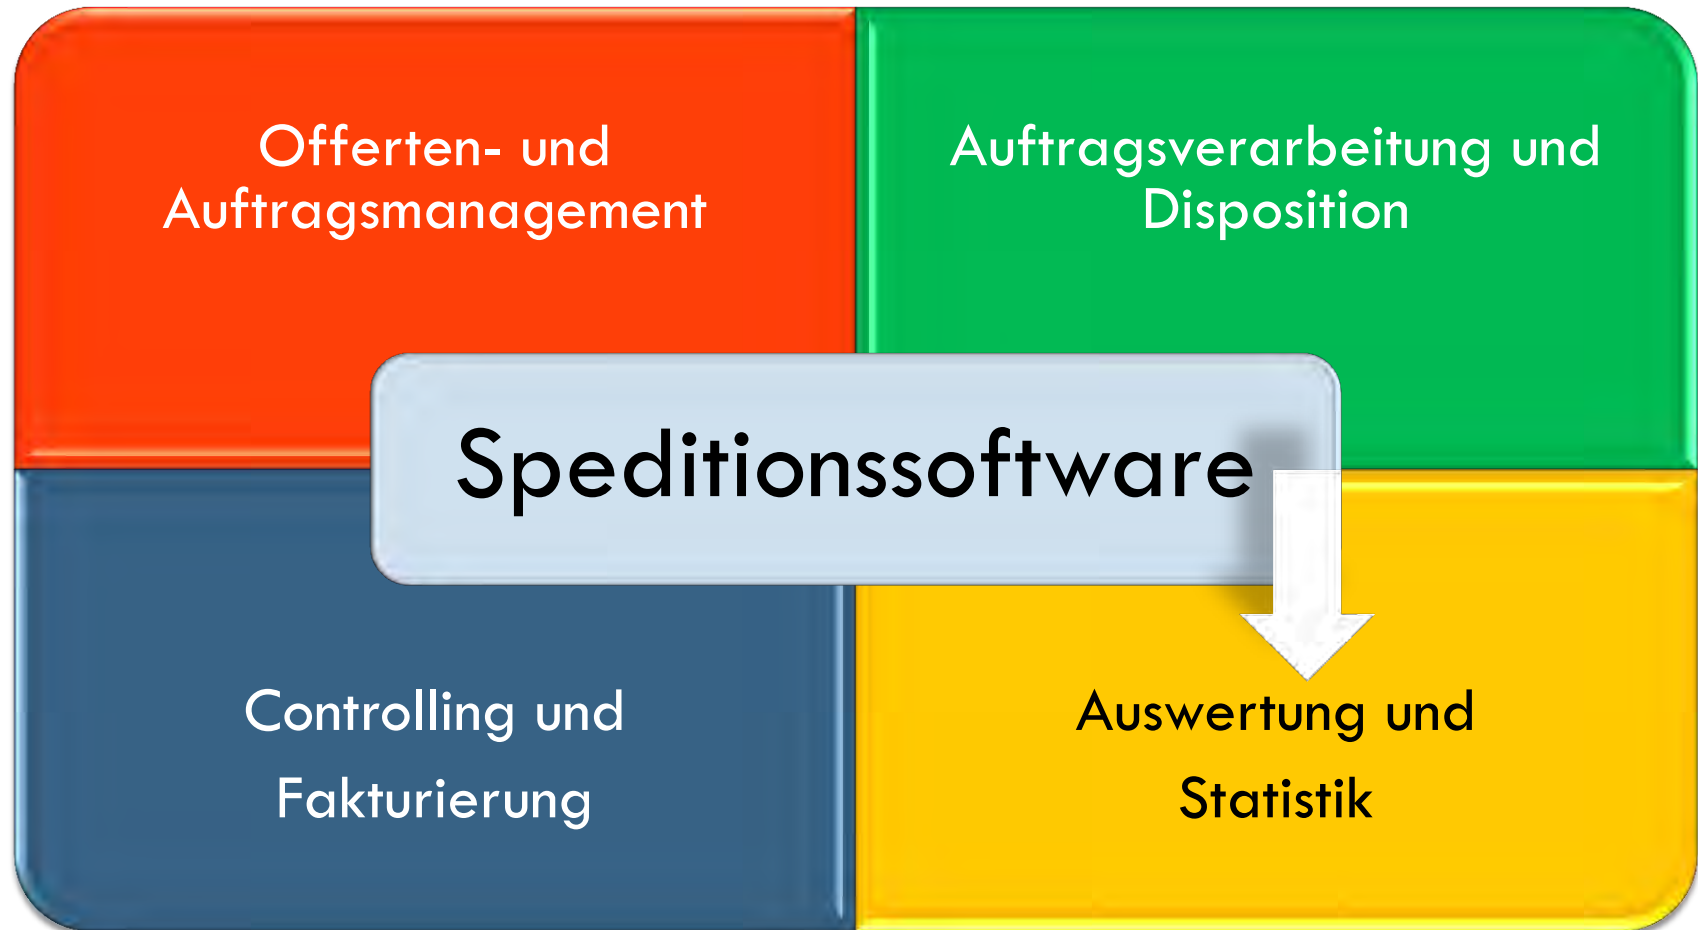 Offerten- und
Auftragsmanagement
Auftragsverarbeitung und
Disposition
Speditionssoftware
Controlling und
Fakturierung
Auswertung und
Statistik